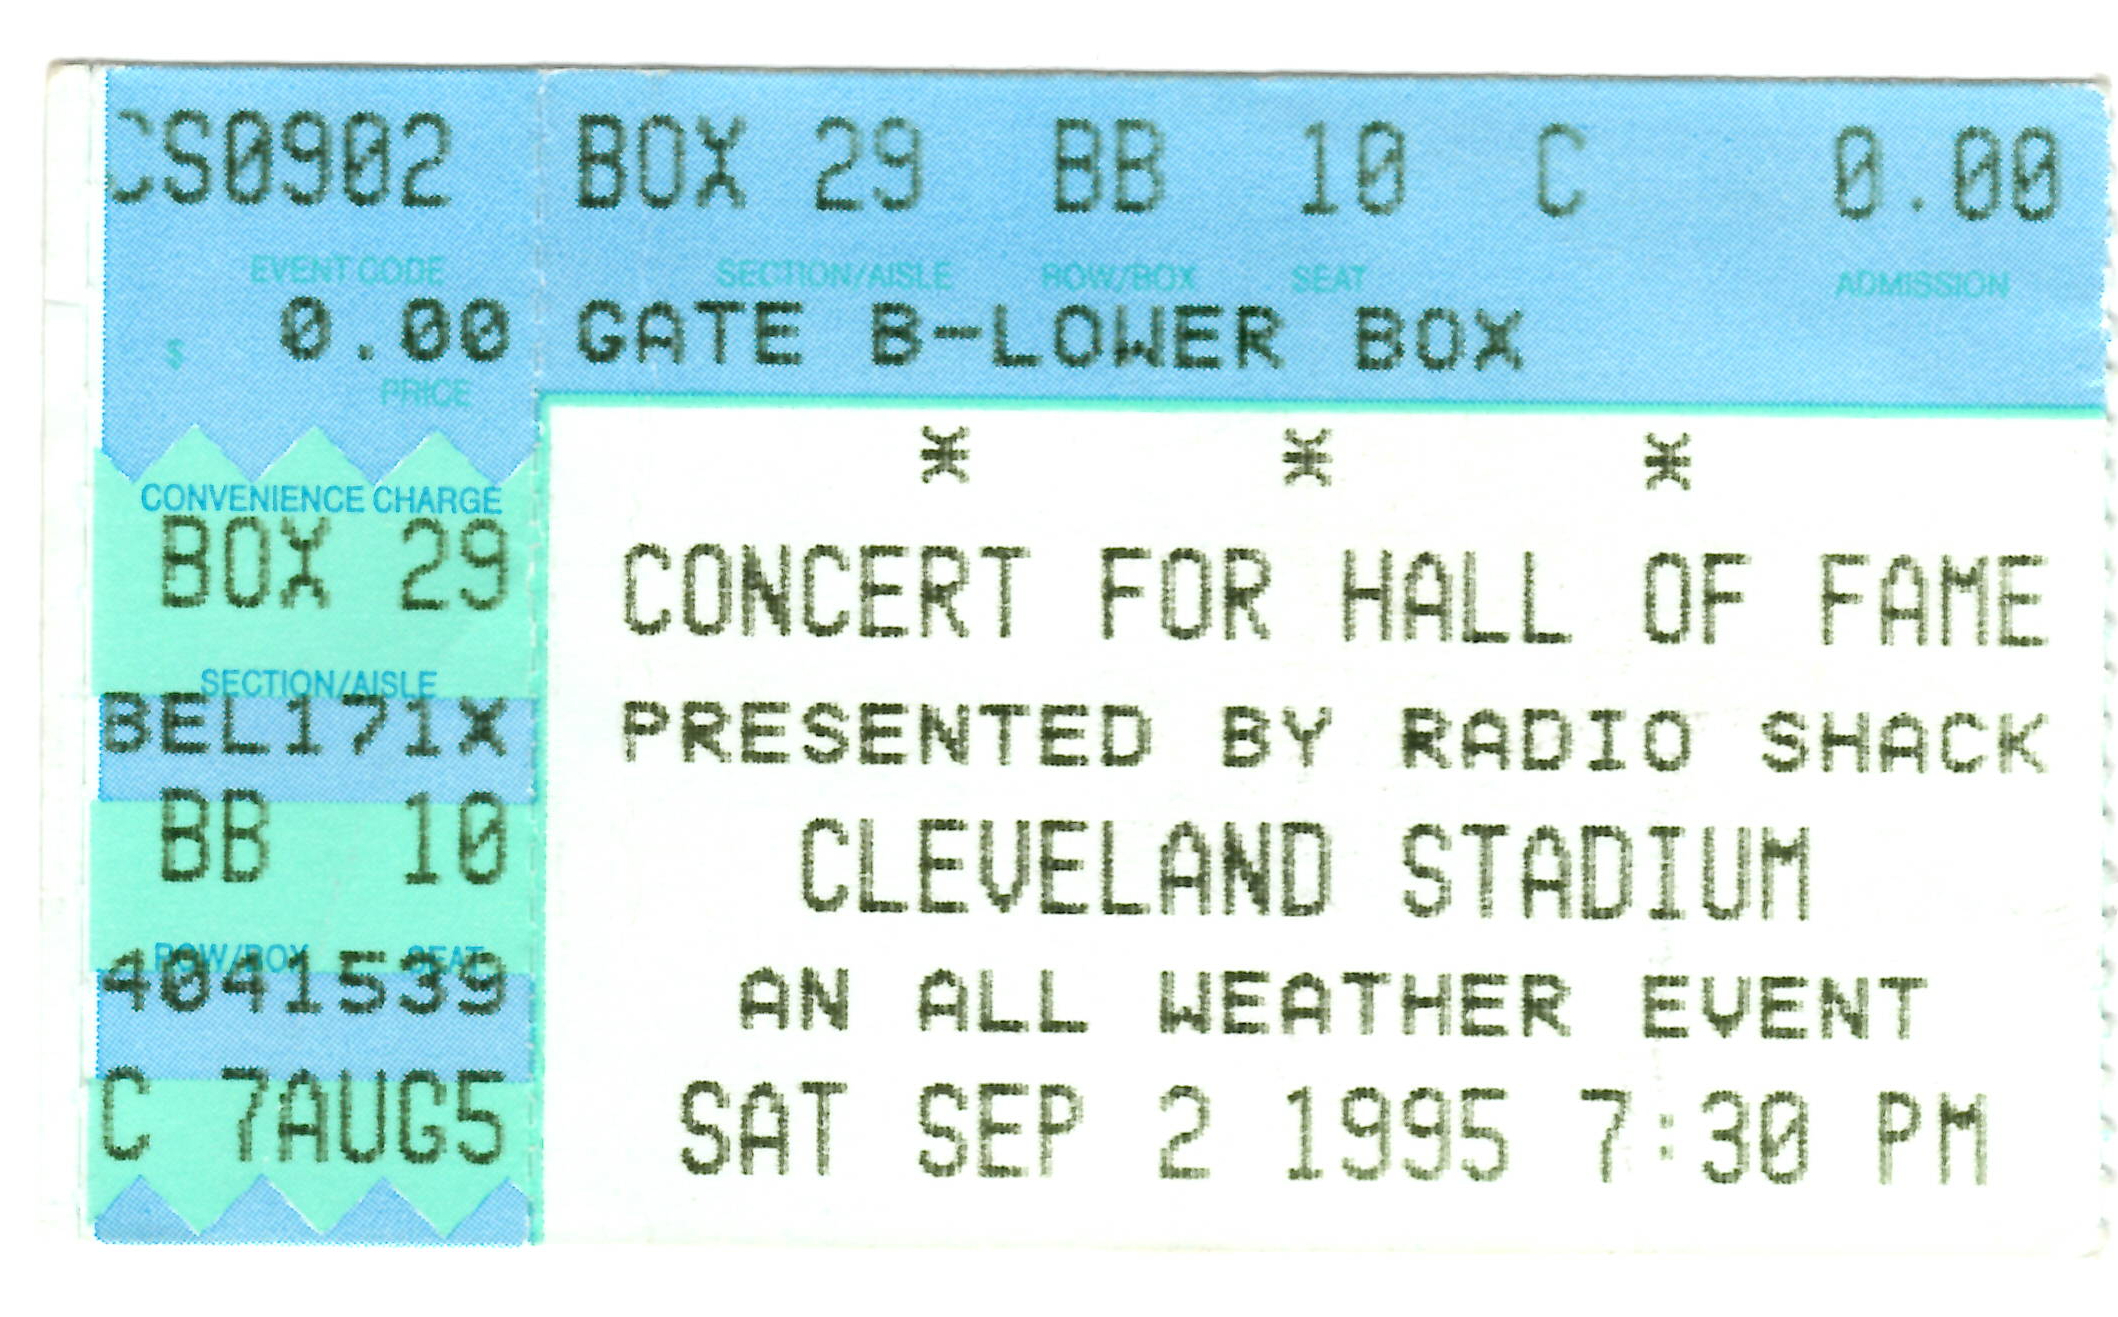 CS0902
EVENT CODE
$ 0.00
PRICE
CONVENIENCE CHARGE
BOX 29
SECTION/AISLE
BEL171X
BB 10
ROW/BOX SEAT
4041539
C 7AUG5
BOX 29 BB 10 C 0.00
SECTION/AISLE ROW/BOX SEAT ADMISSION
GATE B-LOWER BOX
* * *
CONCERT FOR HALL OF FAME
PRESENTED BY RADIO SHACK
CLEVELAND STADIUM
AN ALL WEATHER EVENT
SAT SEP 2 1995 7:30 PM